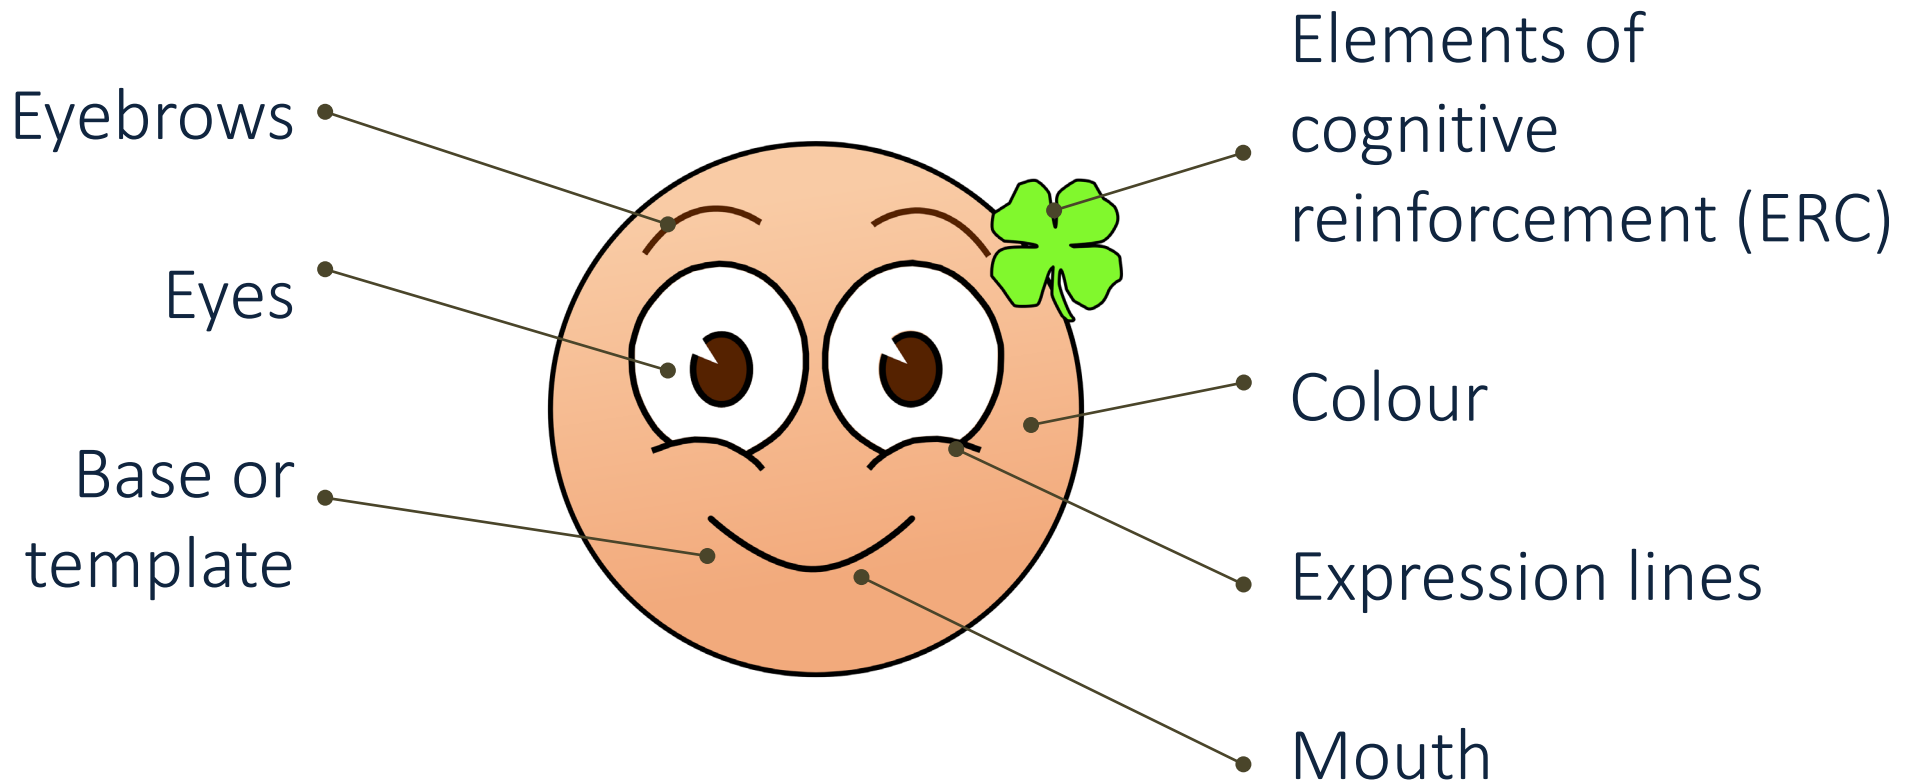 Eyebrows
Eyes
Base or
template
Elements of
cognitive
reinforcement (ERC)
Colour
Expression lines
Mouth